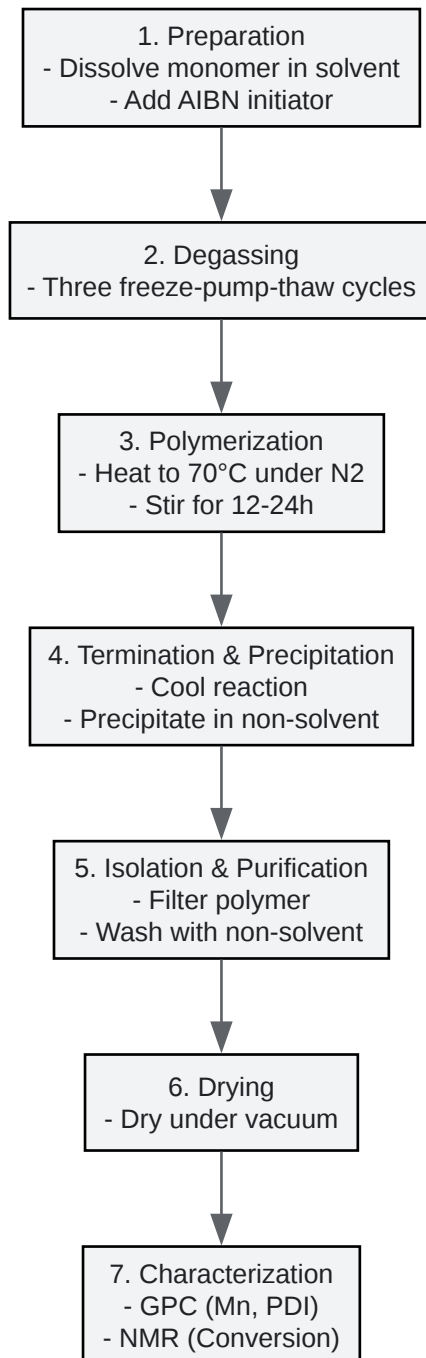 1. Preparation
- Dissolve monomer in solvent
- Add AIBN initiator
2. Degassing
- Three freeze-pump-thaw cycles
3. Polymerization
- Heat to 70°C under N2
- Stir for 12-24h
4. Termination & Precipitation
- Cool reaction
- Precipitate in non-solvent
5. Isolation & Purification
- Filter polymer
- Wash with non-solvent
6. Drying
- Dry under vacuum
7. Characterization
- GPC (Mn, PDI)
- NMR (Conversion)